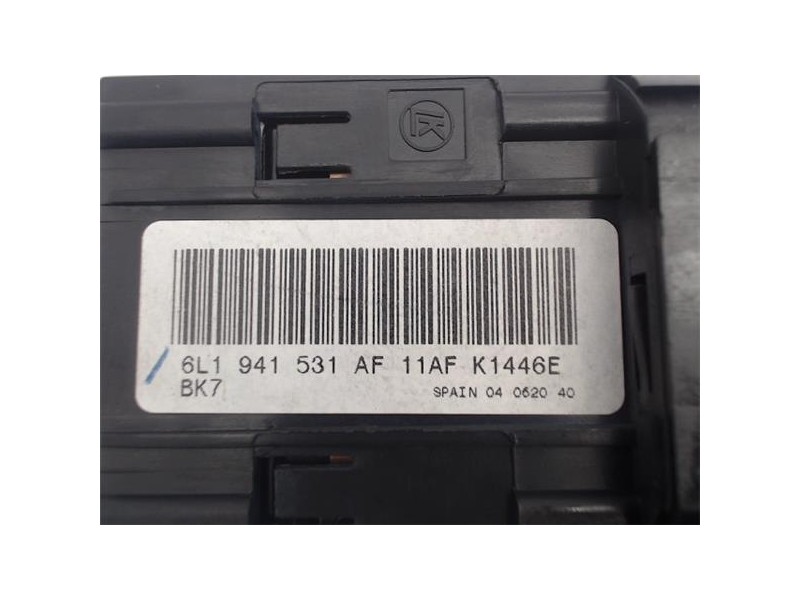 K
6L1 941 531 AF 11AF K1446E
BK7
SPAIN 04 0620 40